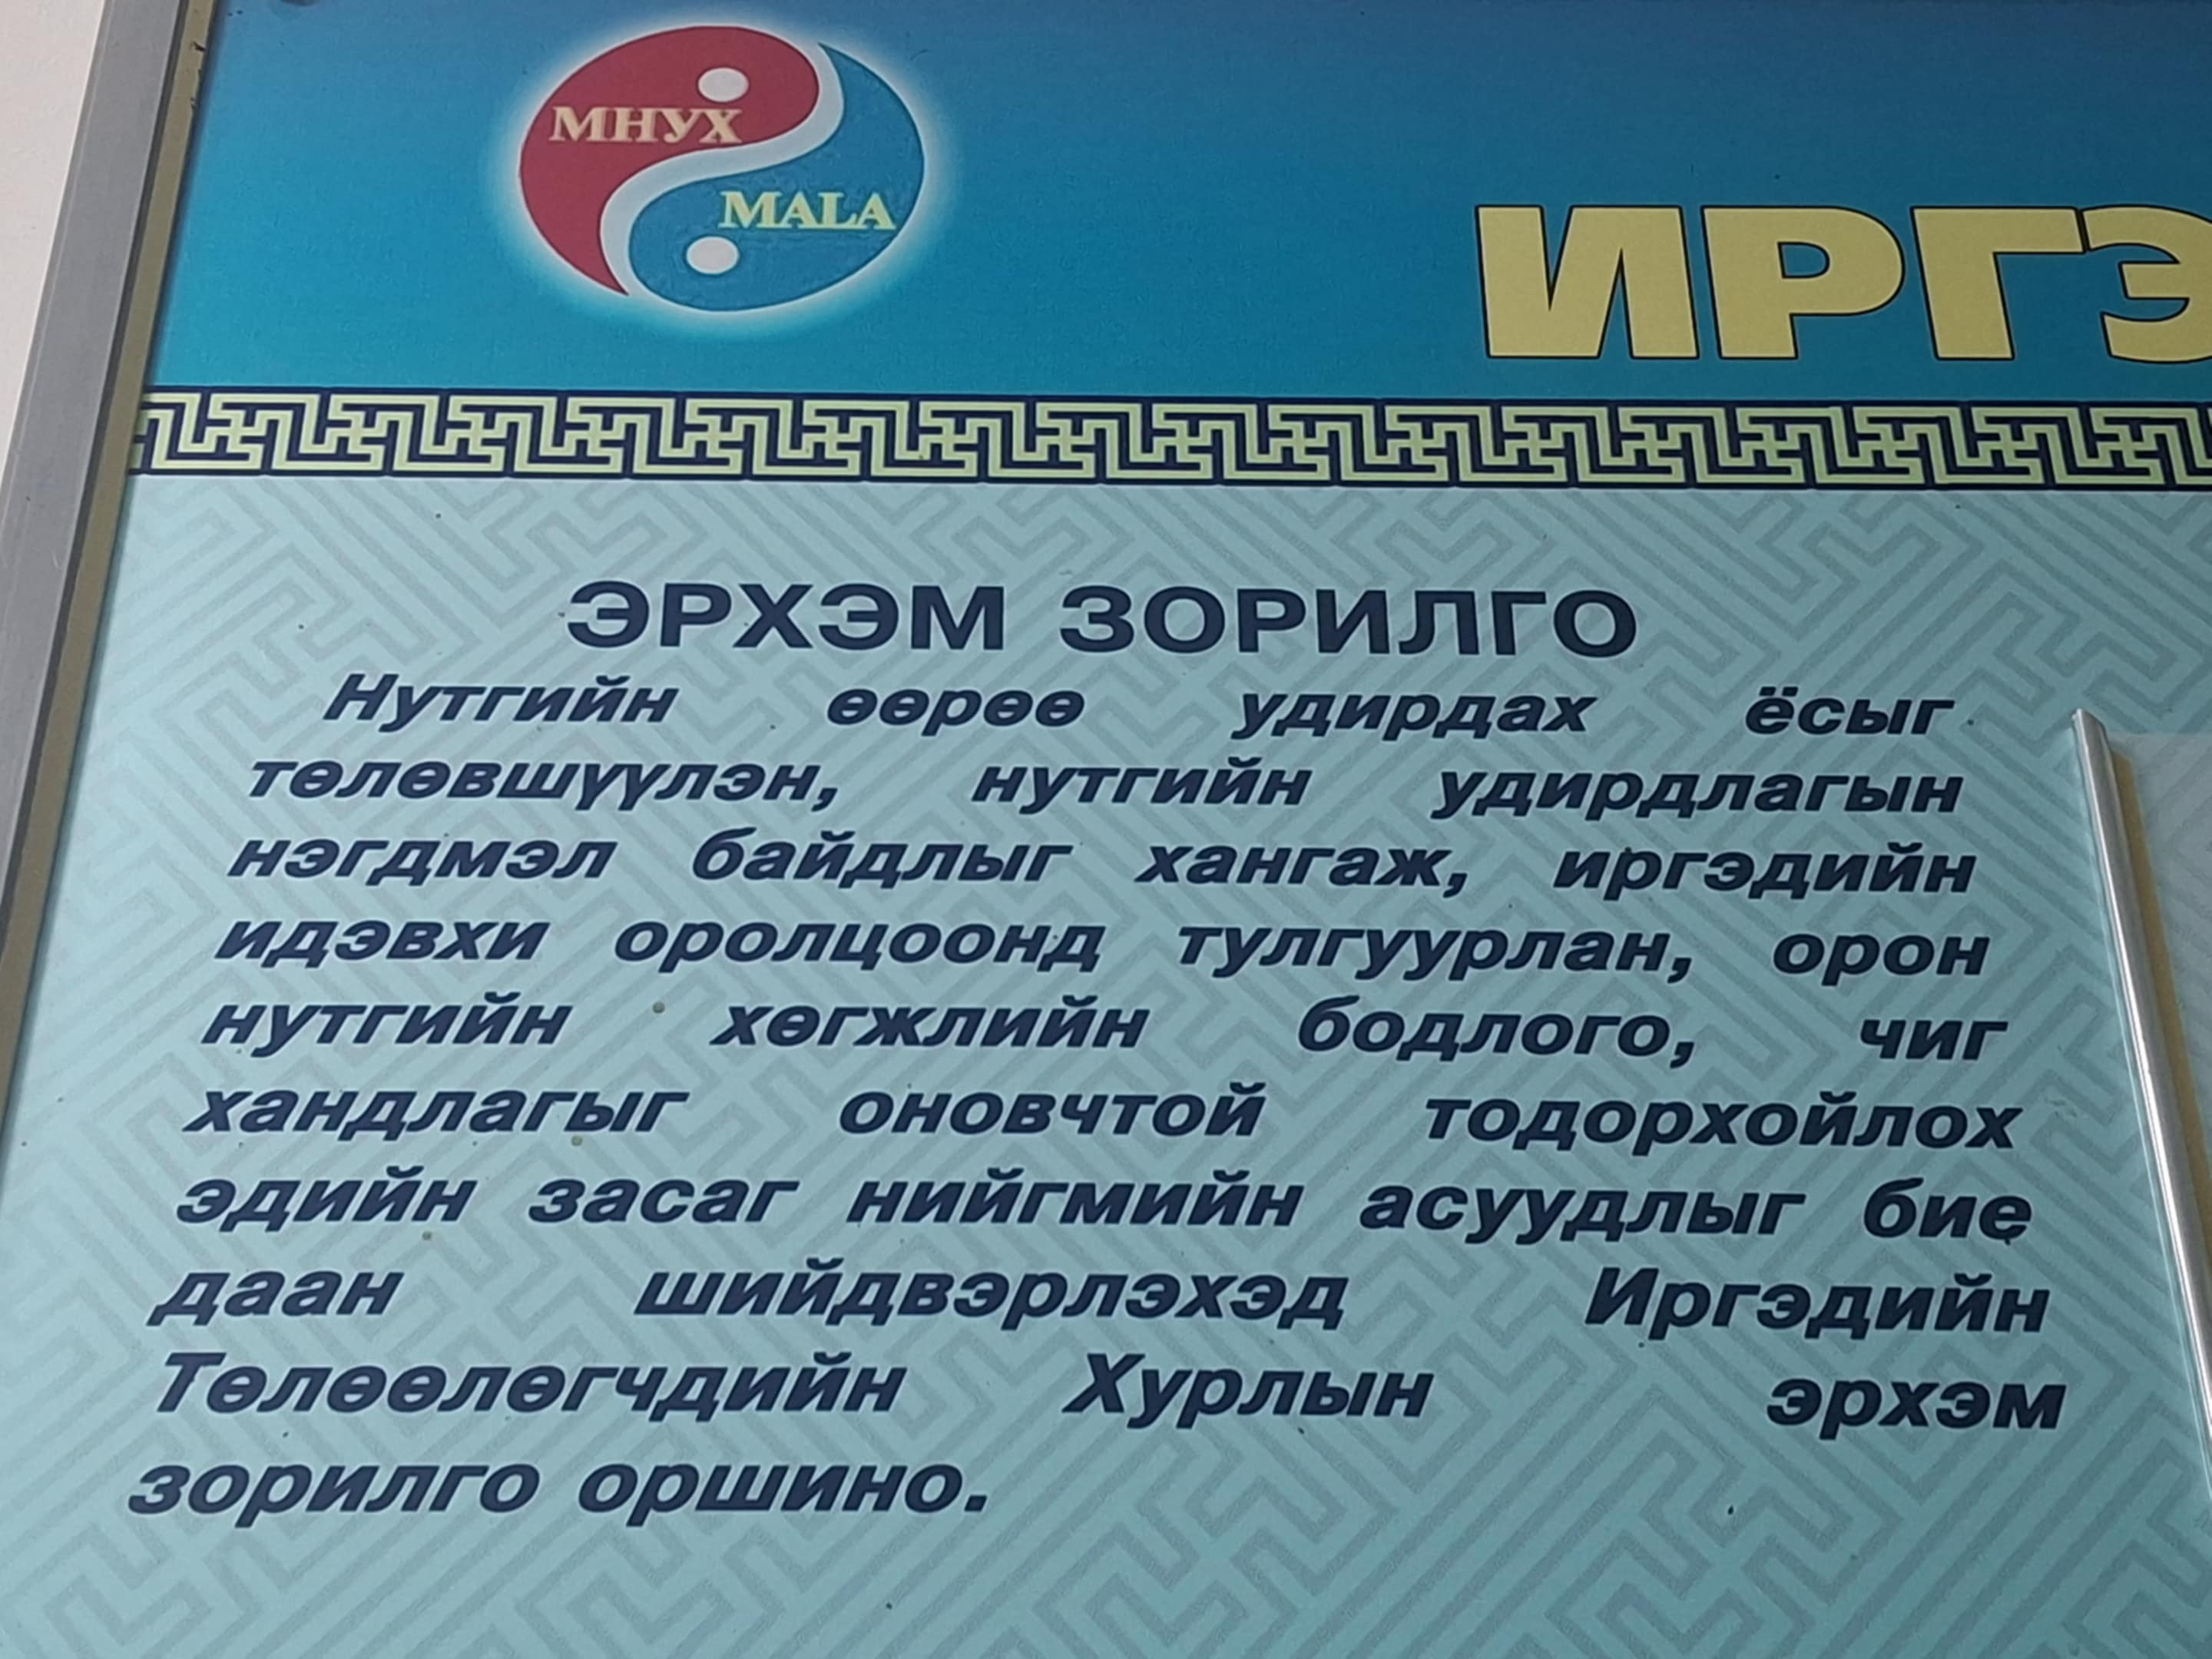 МНУХ
MALA
ИРГЭ
ЭРХЭМ ЗОРИЛГО
Нутгийн өөрөө удирдах ёсыг
төлөвшүүлэн, нутгийн удирдлагын
нэгдмэл байдлыг хангаж, иргэдийн
идэвхи оролцоонд тулгуурлан, орон
нутгийн хөгжлийн бодлого, чиг
хандлагыг оновчтой тодорхойлох
эдийн засаг нийгмийн асуудлыг бие
даан шийдвэрлэхэд Иргэдийн
Төлөөлөгчдийн Хурлын эрхэм
зорилго оршино.